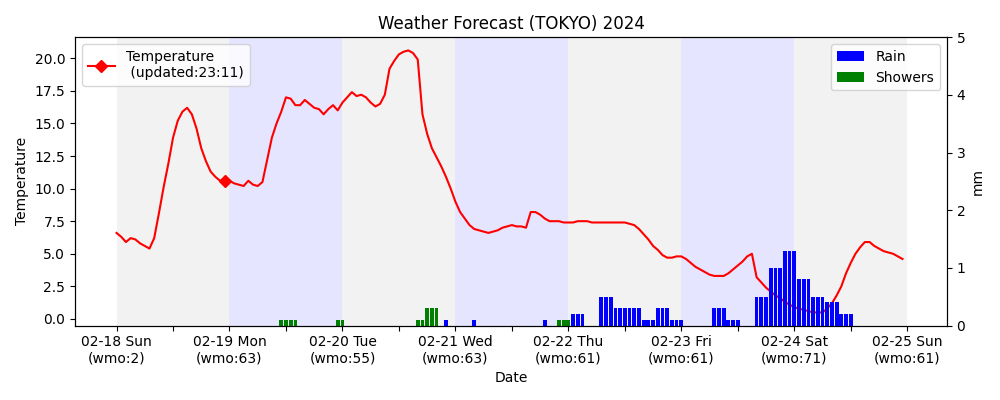 Weather Forecast (TOKYO) 2024
Temperature
(updated:23:11)
Rain
Showers
Temperature
20.0
17.5
15.0
12.5
10.0
7.5
5.0
2.5
0.0
5
4
3
2
1
0
mm
02-18 Sun
(wmo:2)
02-19 Mon
(wmo:63)
02-20 Tue
(wmo:55)
02-21 Wed
(wmo:63)
02-22 Thu
(wmo:61)
02-23 Fri
(wmo:61)
02-24 Sat
(wmo:71)
02-25 Sun
(wmo:61)
Date